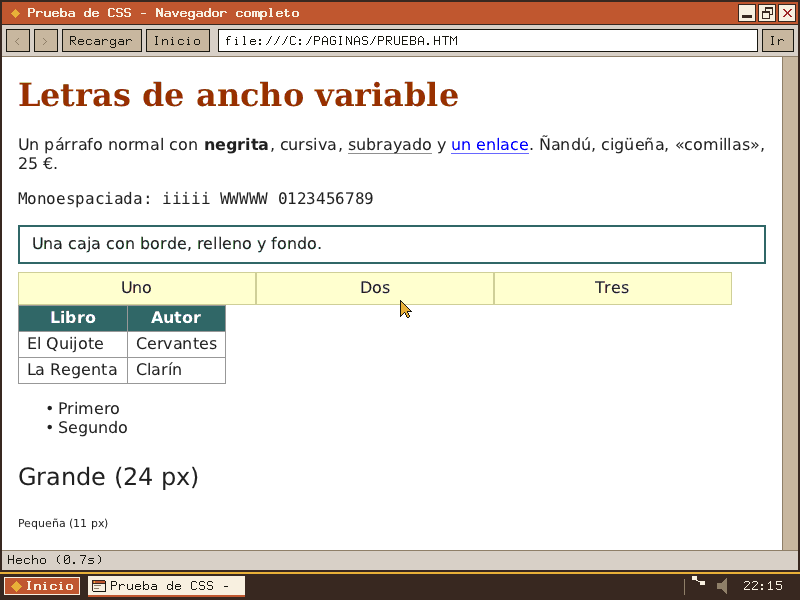 Prueba de CSS - Navegador completo
< > Recargar Inicio file:///C:/PAGINAS/PRUEBA.HTM Ir
Letras de ancho variable
Un párrafo normal con negrita, cursiva, subrayado y un enlace. Ñandú, cigüeña, «comillas»,
25 €.
Monoespaciada: iiiii WWWWW 0123456789
Una caja con borde, relleno y fondo.
Uno Dos Tres
Libro Autor
El Quijote Cervantes
La Regenta Clarín
• Primero
• Segundo
Grande (24 px)
Pequeña (11 px)
Hecho (0.7s)
Inicio Prueba de CSS - 22:15